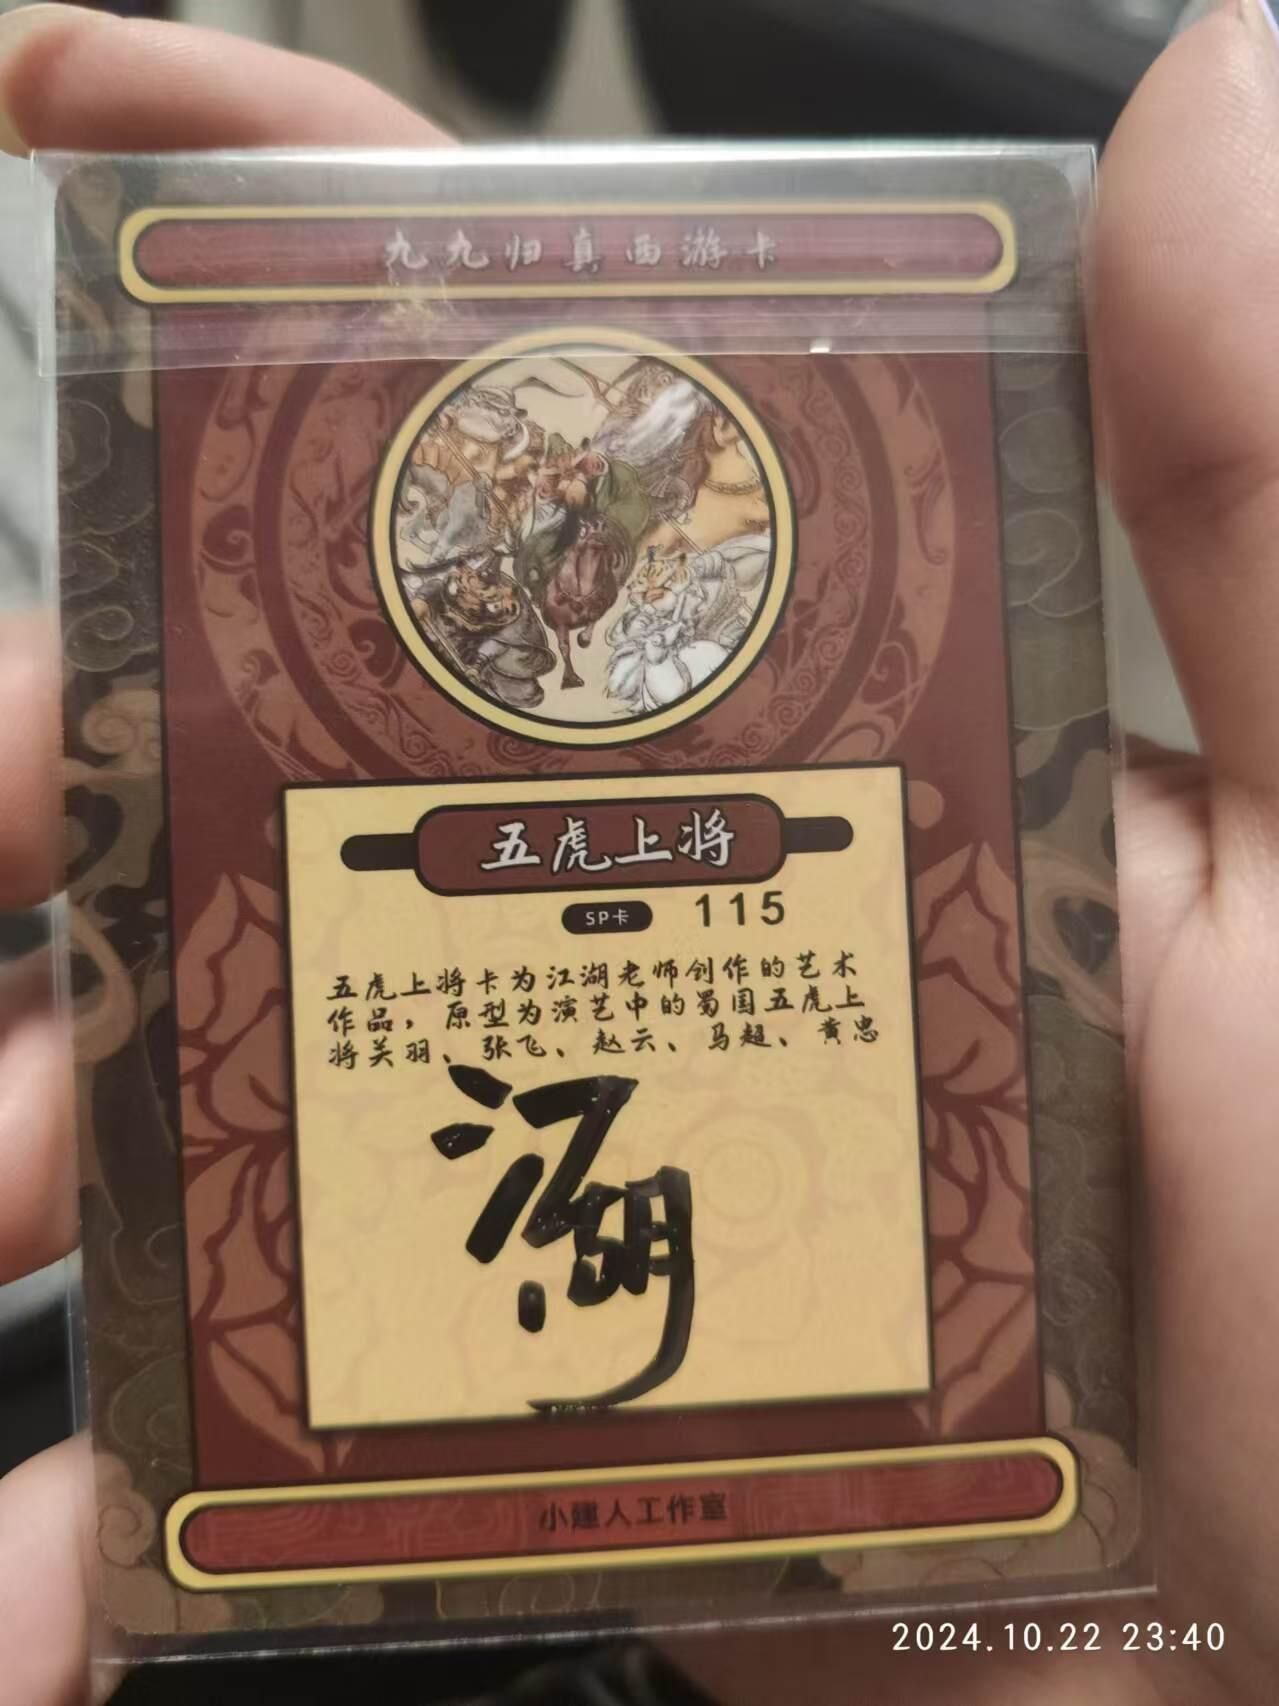 九九归真西游卡
五虎上将
SP卡 115
五虎上将卡为江湖老师创作的艺术
作品，原型为演艺中的蜀国五虎上
将关羽、张飞、赵云、马超、黄忠
江湖
小建人工作室
2024.10.22 23:40